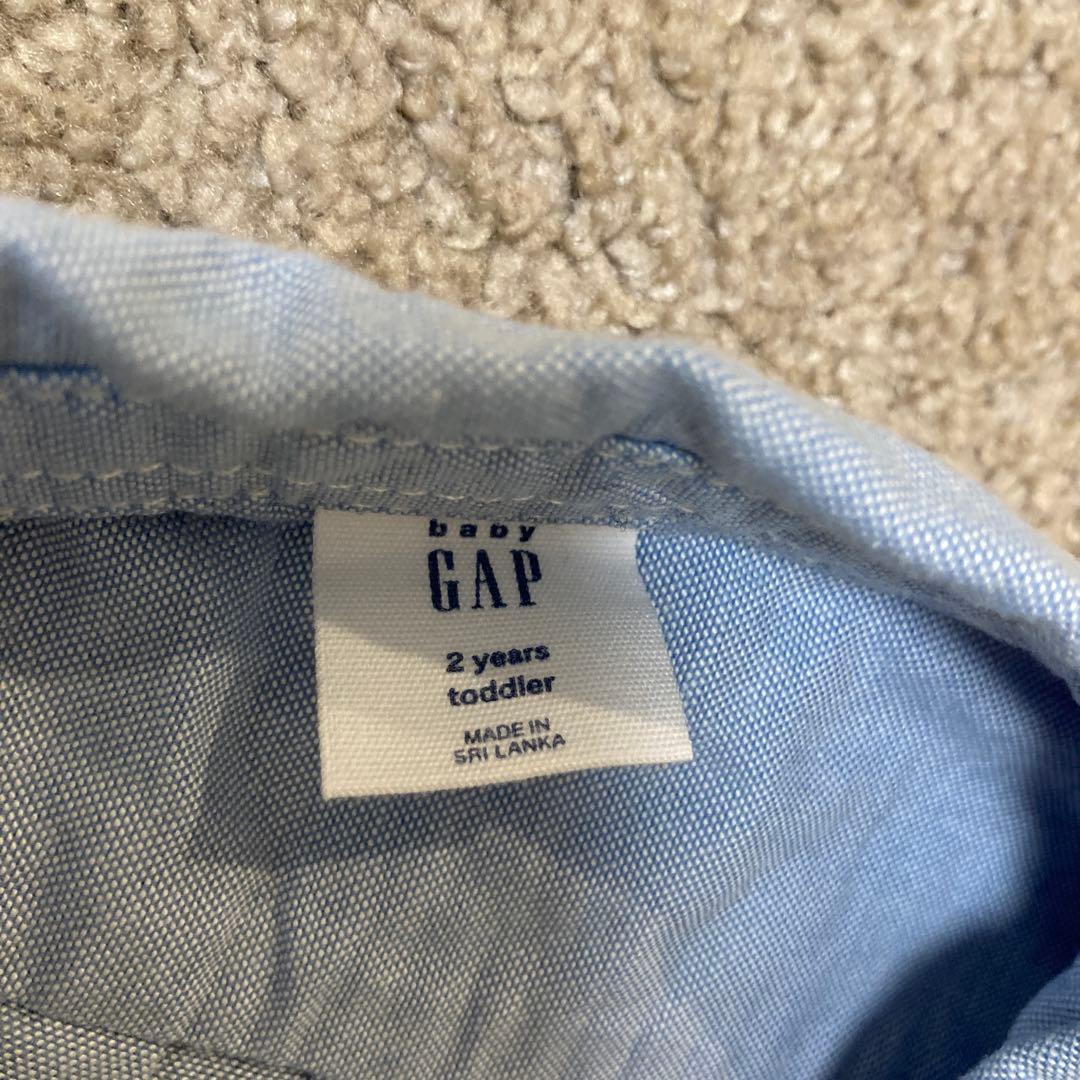 baby
GAP
2 years
toddler
MADE IN
SRI LANKA